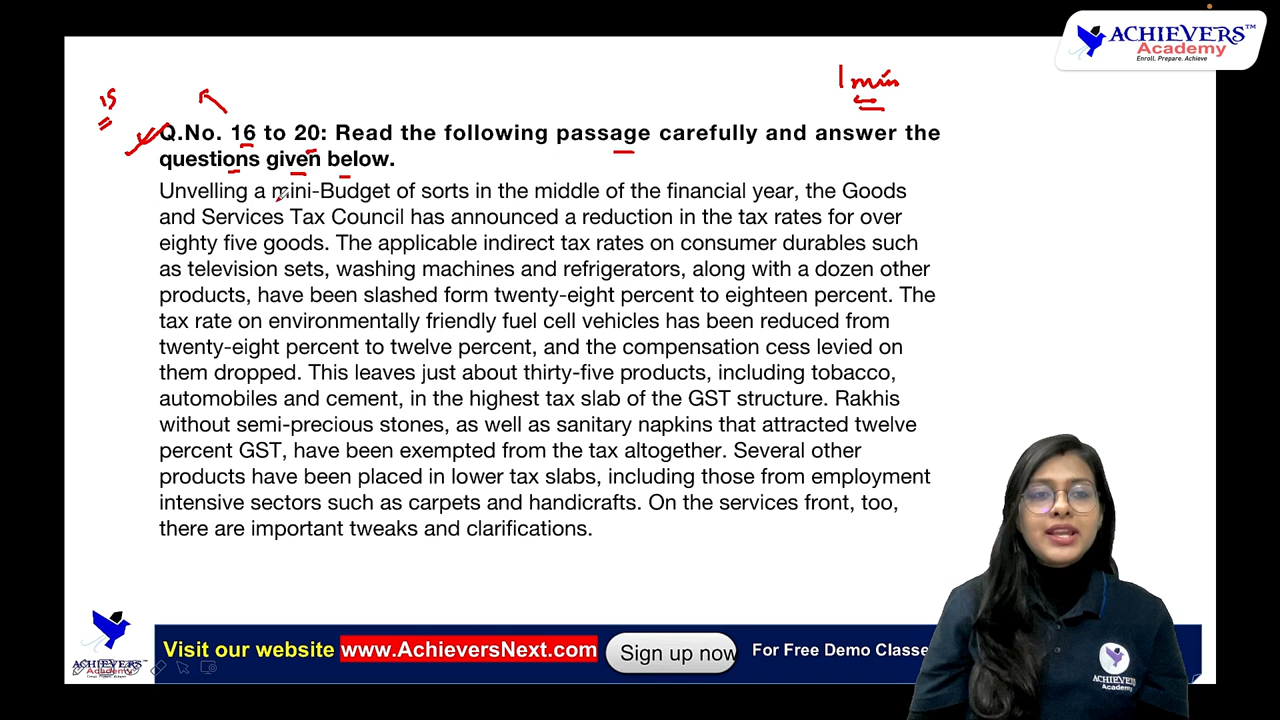 ACHIEVERS™
Academy
Enroll. Prepare. Achieve
1 min
15
Q.No. 16 to 20: Read the following passage carefully and answer the
questions given below.
Unvelling a mini-Budget of sorts in the middle of the financial year, the Goods
and Services Tax Council has announced a reduction in the tax rates for over
eighty five goods. The applicable indirect tax rates on consumer durables such
as television sets, washing machines and refrigerators, along with a dozen other
products, have been slashed form twenty-eight percent to eighteen percent. The
tax rate on environmentally friendly fuel cell vehicles has been reduced from
twenty-eight percent to twelve percent, and the compensation cess levied on
them dropped. This leaves just about thirty-five products, including tobacco,
automobiles and cement, in the highest tax slab of the GST structure. Rakhis
without semi-precious stones, as well as sanitary napkins that attracted twelve
percent GST, have been exempted from the tax altogether. Several other
products have been placed in lower tax slabs, including those from employment
intensive sectors such as carpets and handicrafts. On the services front, too,
there are important tweaks and clarifications.
ACHIEVERS
Academy
Visit our website www.AchieversNext.com Sign up now For Free Demo Classe
ACHIEVERS
Academy